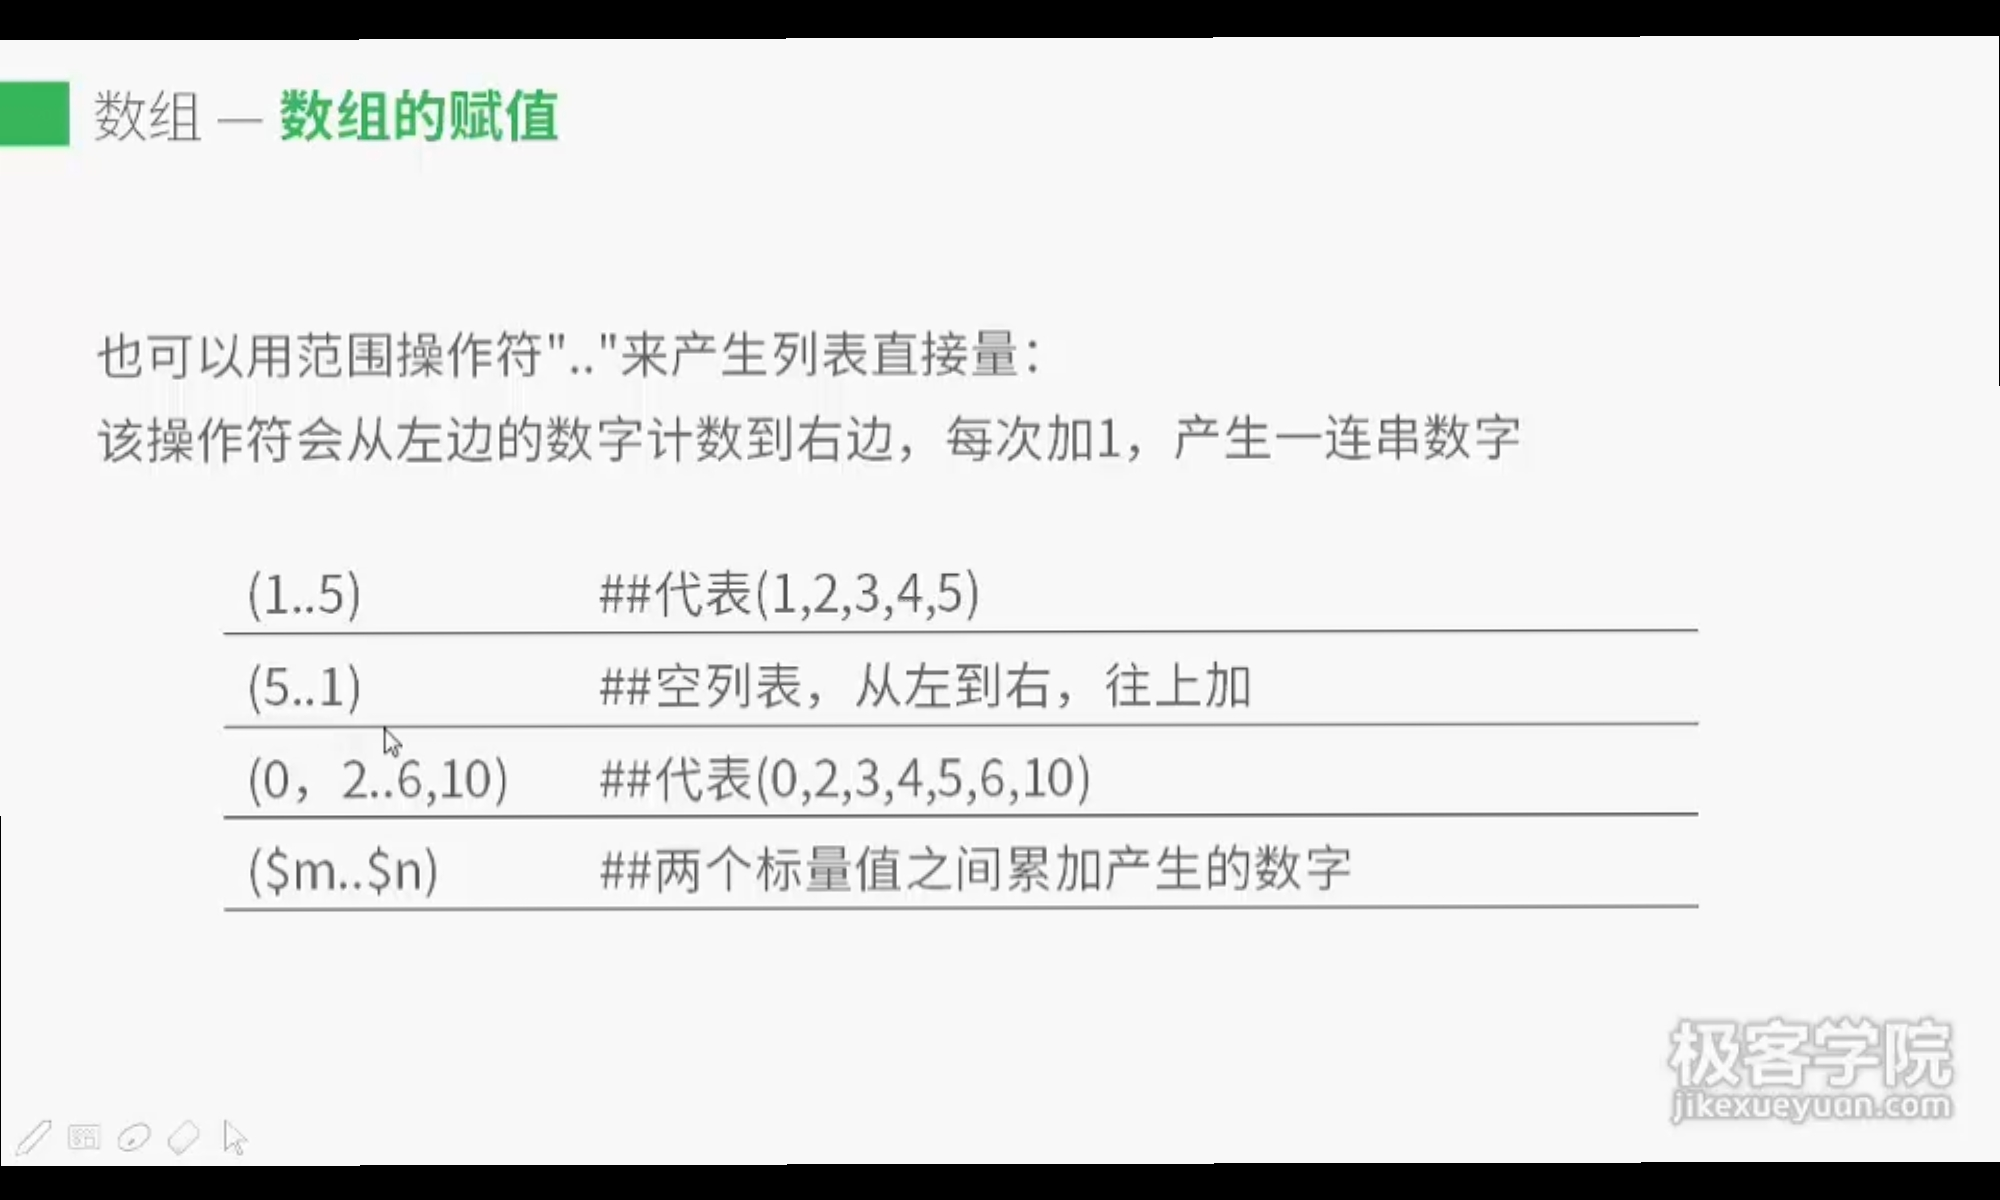 数组 — 数组的赋值
也可以用范围操作符".."来产生列表直接量：
该操作符会从左边的数字计数到右边，每次加1，产生一连串数字
(1..5) ##代表(1,2,3,4,5)
(5..1) ##空列表，从左到右，往上加
(0，2..6,10) ##代表(0,2,3,4,5,6,10)
($m..$n) ##两个标量值之间累加产生的数字
极客学院
jikexueyuan.com